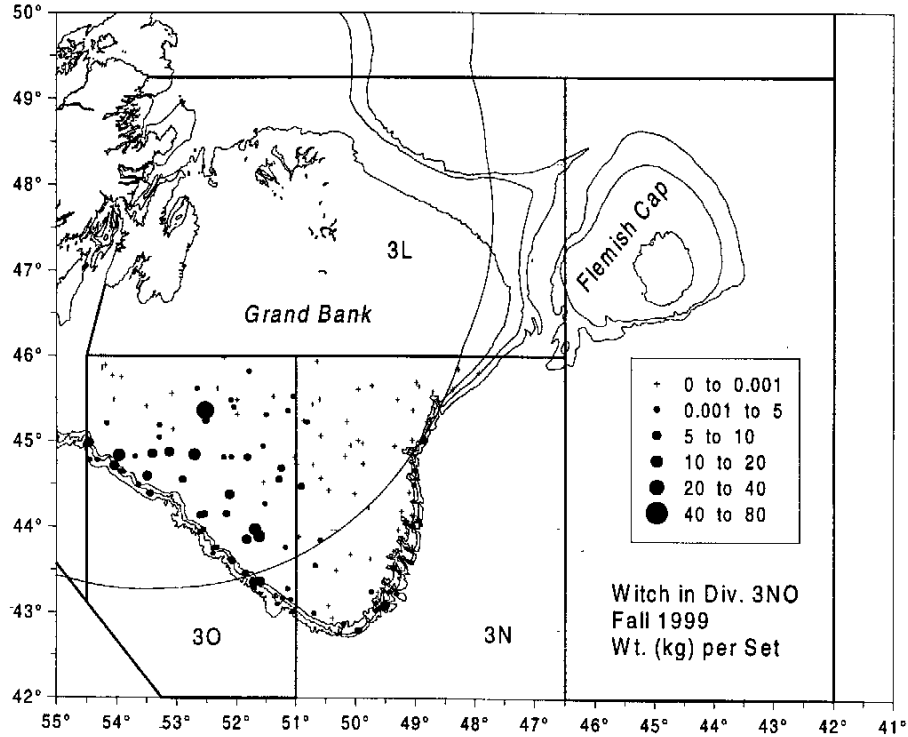 50°
49°
48°
47°
46°
45°
44°
43°
42°
3L
Grand Bank
Flemish Cap
0 to 0.001
0.001 to 5
5 to 10
10 to 20
20 to 40
40 to 80
Witch in Div. 3NO
Fall 1999
Wt. (kg) per Set
3O
3N
55° 54° 53° 52° 51° 50° 49° 48° 47° 46° 45° 44° 43° 42° 41°